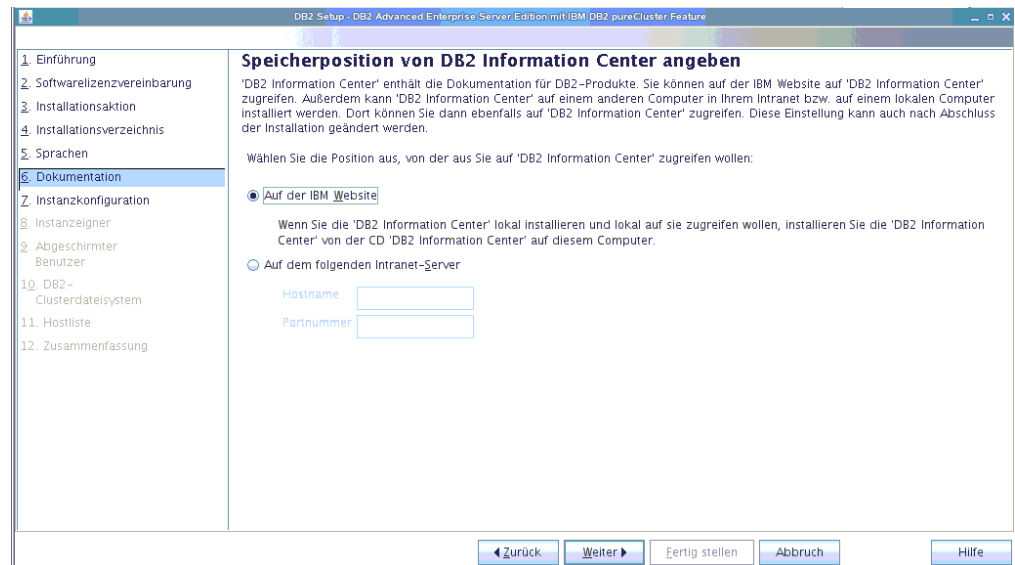 DB2 Setup - DB2 Advanced Enterprise Server Edition mit IBM DB2 pureCluster Feature
1. Einführung
2. Softwarelizenzvereinbarung
3. Installationsaktion
4. Installationsverzeichnis
5. Sprachen
6. Dokumentation
7. Instanzkonfiguration
8. Instanzeigner
9. Abgeschirmter
Benutzer
10. DB2-
Clusterdateisystem
11. Hostliste
12. Zusammenfassung
Speicherposition von DB2 Information Center angeben
'DB2 Information Center' enthält die Dokumentation für DB2-Produkte. Sie können auf der IBM Website auf 'DB2 Information Center'
zugreifen. Außerdem kann 'DB2 Information Center' auf einem anderen Computer in Ihrem Intranet bzw. auf einem lokalen Computer
installiert werden. Dort können Sie dann ebenfalls auf 'DB2 Information Center' zugreifen. Diese Einstellung kann auch nach Abschluss
der Installation geändert werden.
Wählen Sie die Position aus, von der aus Sie auf 'DB2 Information Center' zugreifen wollen:
Auf der IBM Website
Wenn Sie die 'DB2 Information Center' lokal installieren und lokal auf sie zugreifen wollen, installieren Sie die 'DB2 Information
Center' von der CD 'DB2 Information Center' auf diesem Computer.
Auf dem folgenden Intranet-Server
Hostname
Portnummer
Zurück
Weiter
Fertig stellen
Abbruch
Hilfe